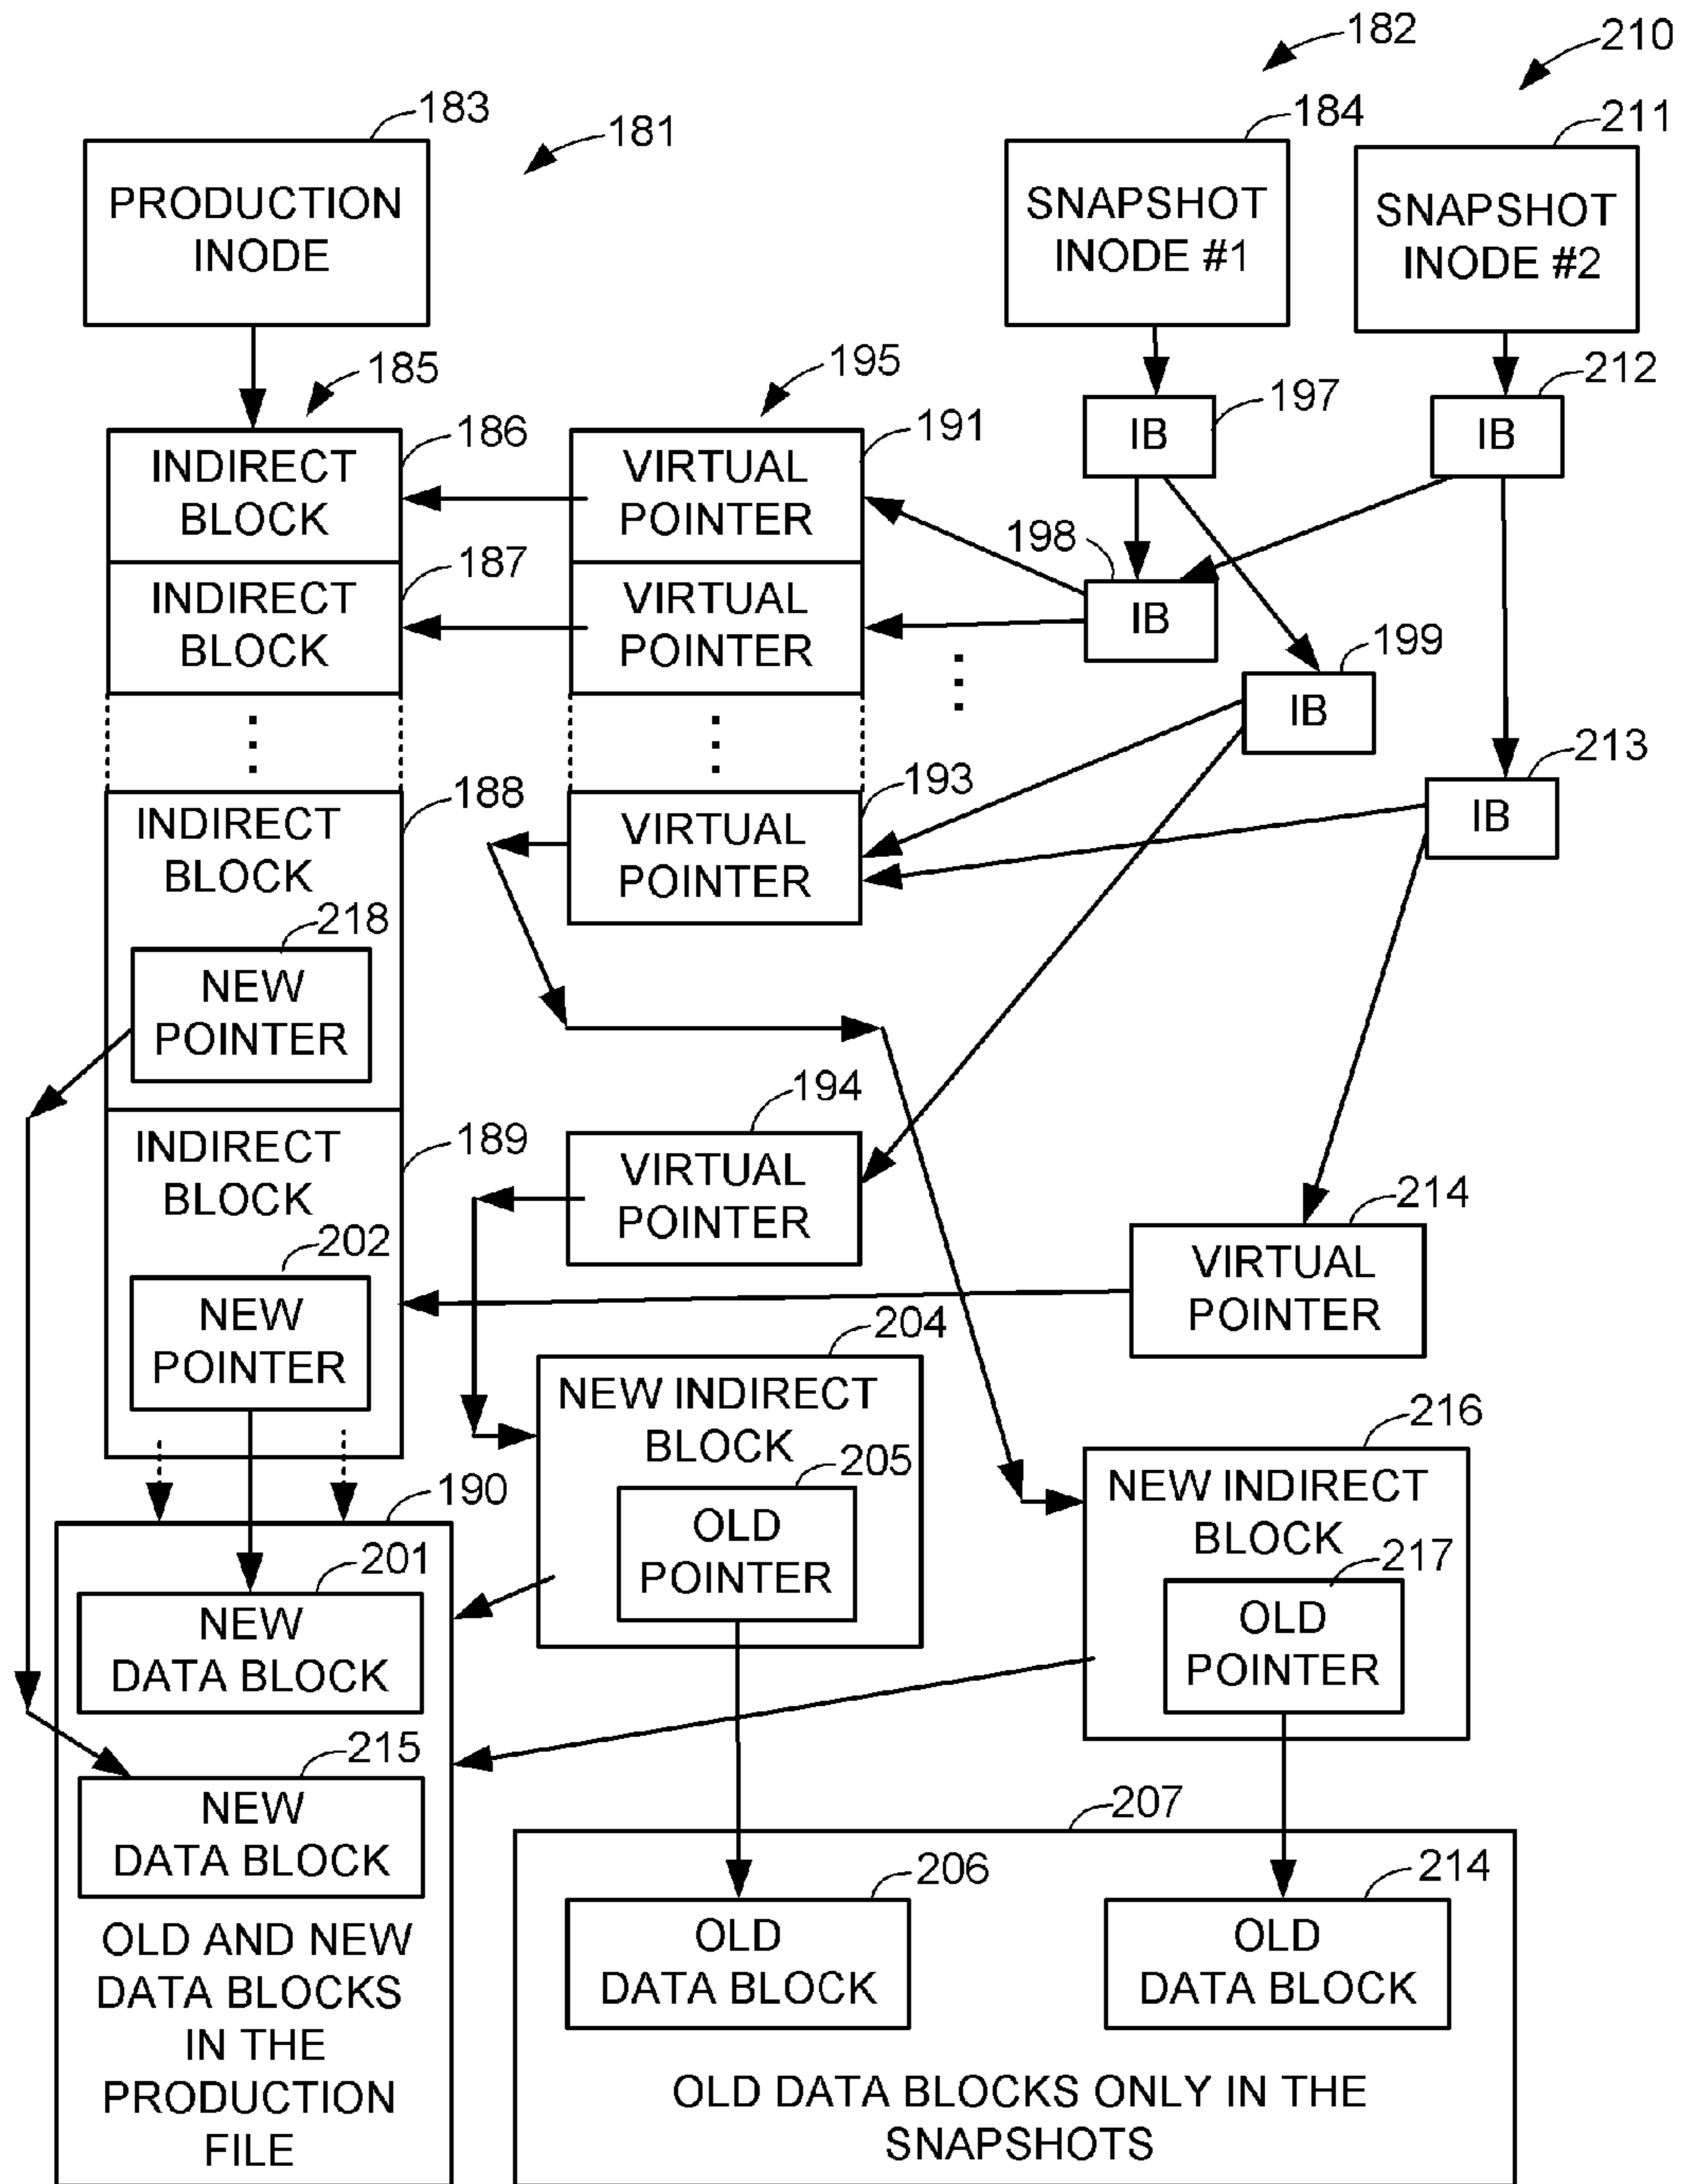 182
210
183
181
184
211
PRODUCTION
INODE
SNAPSHOT
INODE #1
SNAPSHOT
INODE #2
185
195
197
212
186
INDIRECT
BLOCK
191
VIRTUAL
POINTER
IB
IB
187
INDIRECT
BLOCK
VIRTUAL
POINTER
198
IB
199
IB
213
IB
188
INDIRECT
BLOCK
193
VIRTUAL
POINTER
218
NEW
POINTER
194
VIRTUAL
POINTER
189
INDIRECT
BLOCK
214
VIRTUAL
POINTER
202
NEW
POINTER
204
NEW INDIRECT
BLOCK
205
OLD
POINTER
216
NEW INDIRECT
BLOCK
217
OLD
POINTER
190
201
NEW
DATA BLOCK
215
NEW
DATA BLOCK
OLD AND NEW
DATA BLOCKS
IN THE
PRODUCTION
FILE
207
206
OLD
DATA BLOCK
214
OLD
DATA BLOCK
OLD DATA BLOCKS ONLY IN THE
SNAPSHOTS